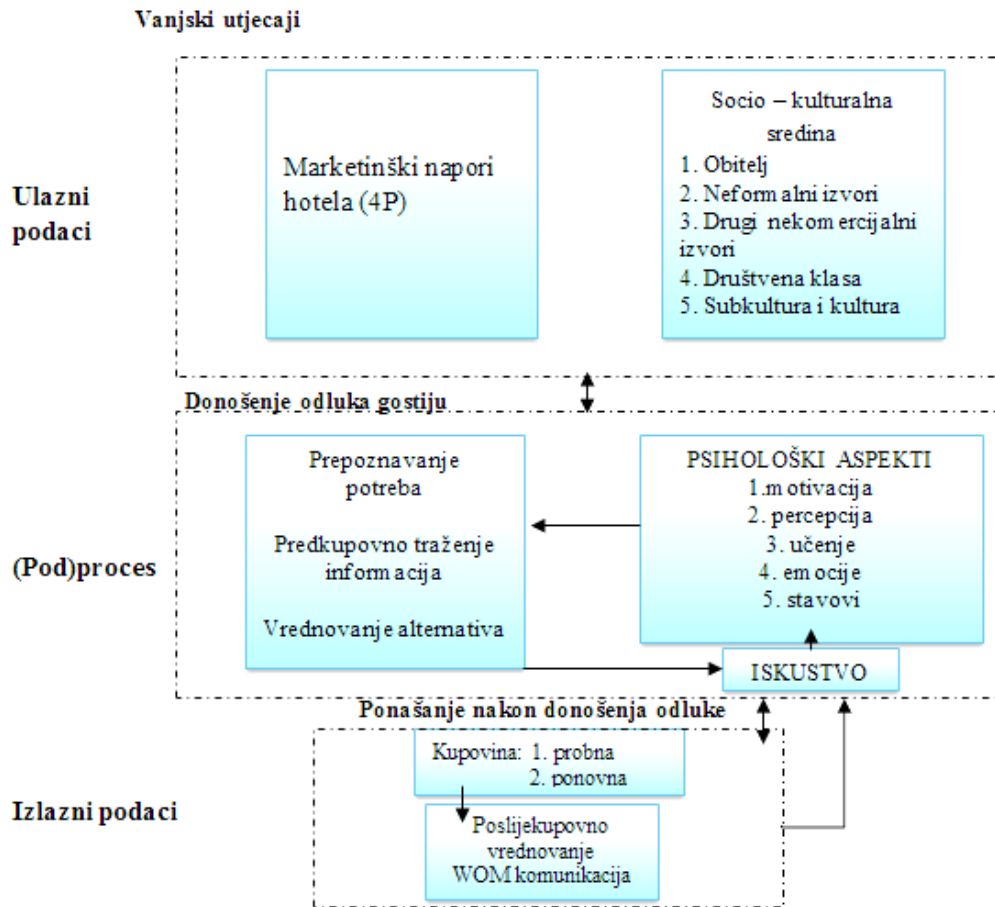 Vanjski utjecaji
Ulazni
podaci
Marketinški napori
hotela (4P)
Socio – kulturalna
sredina
1. Obitelj
2. Neformalni izvori
3. Drugi nekomercijalni
izvori
4. Društvena klasa
5. Subkultura i kultura
Donošenje odluka gostiju
(Pod)proces
Prepoznavanje
potreba
Predkupovno traženje
informacija
Vrednovanje alternativa
PSIHOLOŠKI ASPEKTI
1.motivacija
2. percepcija
3. učenje
4. emocije
5. stavovi
ISKUSTVO
Ponašanje nakon donošenja odluke
Izlazni podaci
Kupovina: 1. probna
2. ponovna
Poslijekupovno
vrednovanje
WOM komunikacija